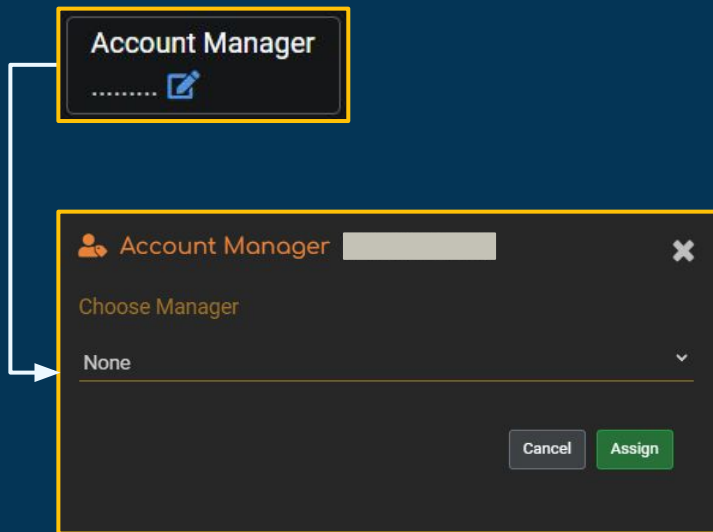 Account Manager
.........
Account Manager
Choose Manager
None
Cancel Assign